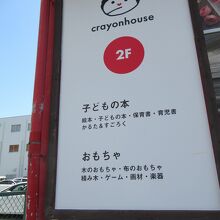 crayonhouse
2F
子どもの本
絵本・子どもの本・保育書・育児書
かるた＆すごろく
おもちゃ
木のおもちゃ・布のおもちゃ
積み木・ゲーム・画材・楽器